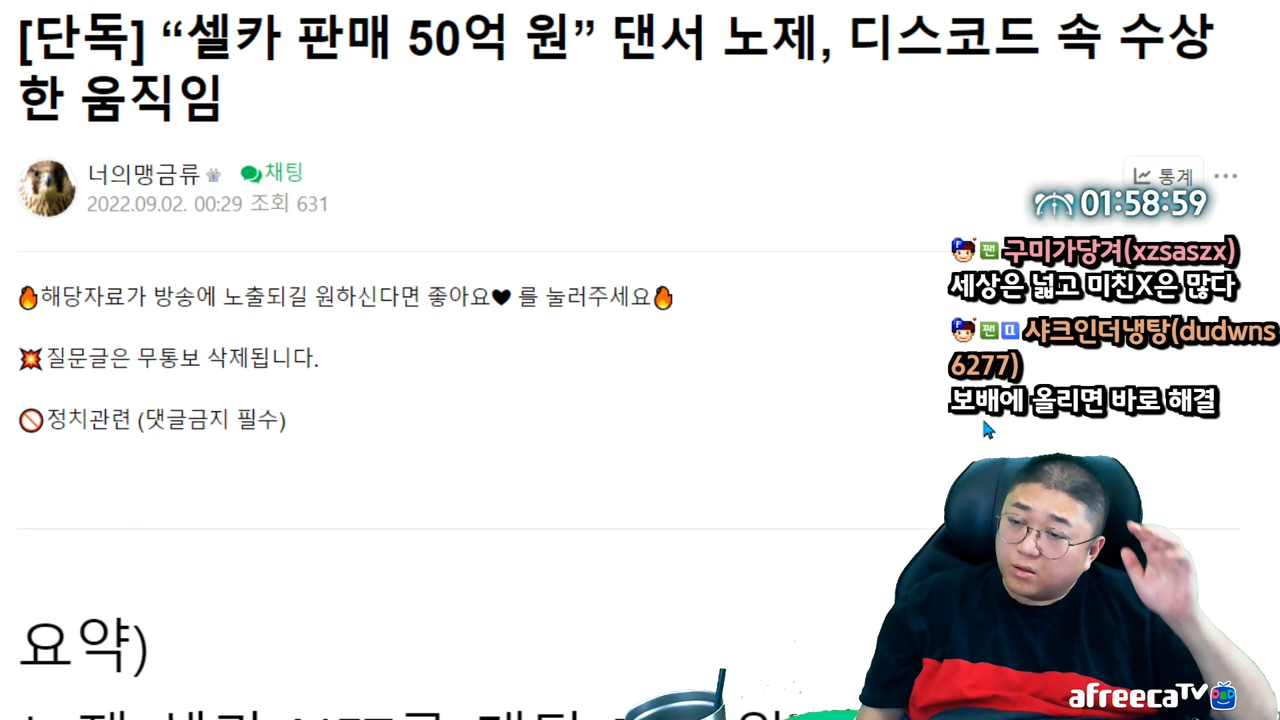 [단독] “셀카 판매 50억 원” 댄서 노제, 디스코드 속 수상
한 움직임
너의맹금류 채팅
2022.09.02. 00:29 조회 631
통계
01:58:59
🔥해당자료가 방송에 노출되길 원하신다면 좋아요♥ 를 눌러주세요🔥
💥질문글은 무통보 삭제됩니다.
🚫정치관련 (댓글금지 필수)
팬 구미가당겨(xzsaszx)
세상은 넓고 미친X은 많다
팬 샤크인더냉탕(dudwns
6277)
보배에 올리면 바로 해결
요약)
afreecaTV